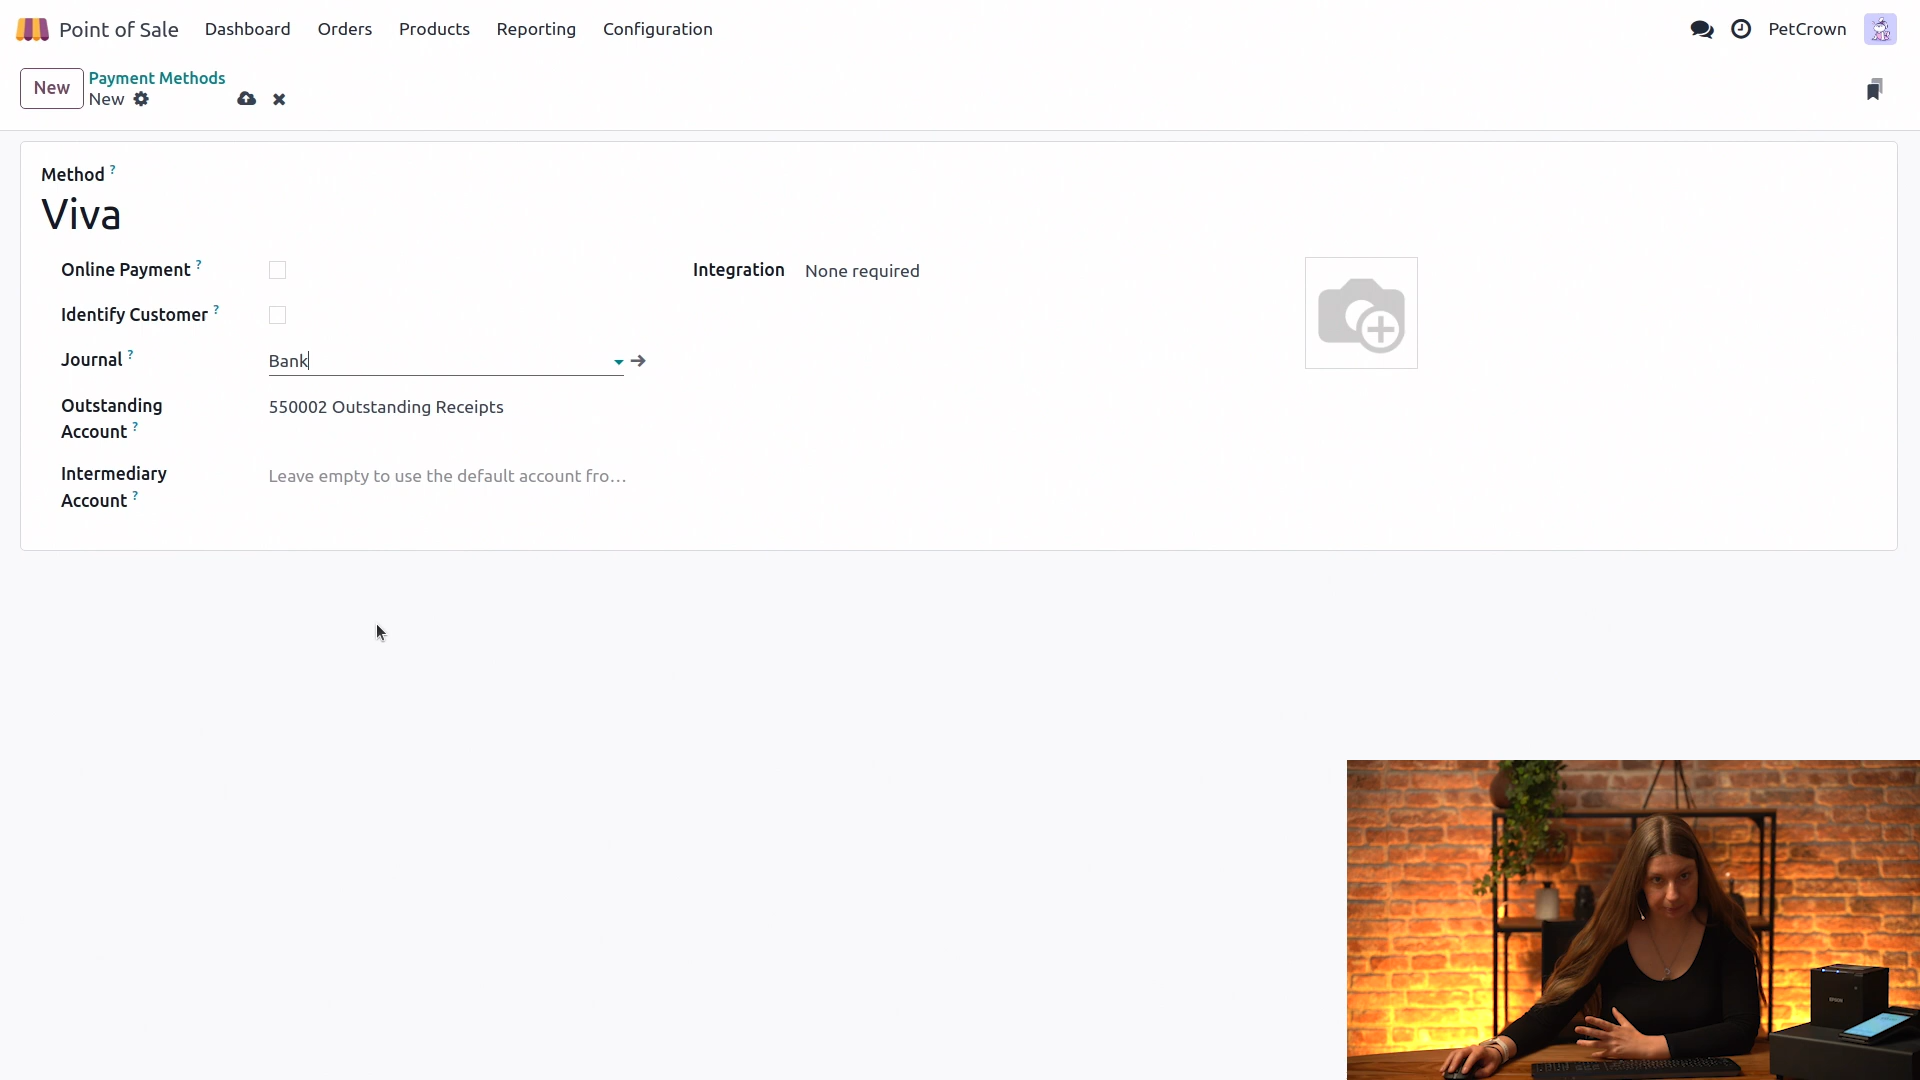 Point of Sale Dashboard Orders Products Reporting Configuration PetCrown
New Payment Methods
New
Method ?
Viva
Online Payment ? Integration None required
Identify Customer ?
Journal ? Bank
Outstanding Account ? 550002 Outstanding Receipts
Intermediary Account ? Leave empty to use the default account fro...
EPSON